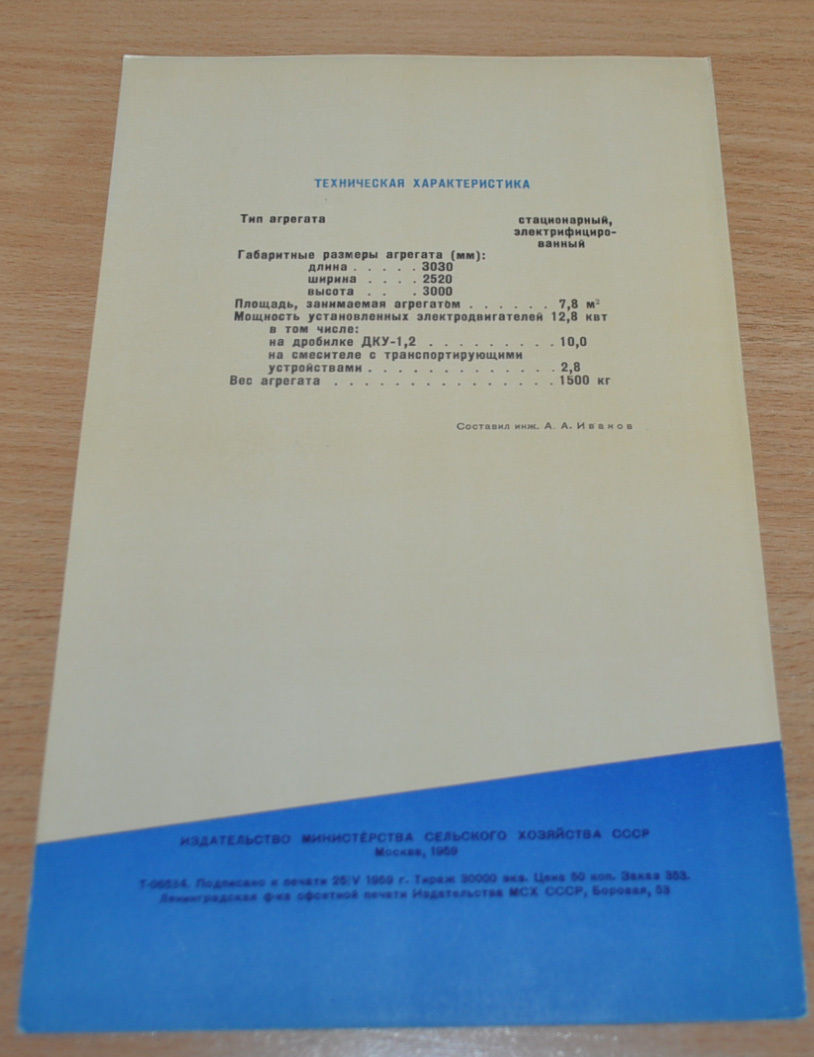 ТЕХНИЧЕСКАЯ ХАРАКТЕРИСТИКА
Тип агрегата стационарный,
электрифициро-
ванный
Габаритные размеры агрегата (мм):
длина . . . . . 3030
ширина . . . . 2520
высота . . . . 3000
Площадь, занимаемая агрегатом . . . . . . 7,8 м²
Мощность установленных электродвигателей 12,8 квт
в том числе:
на дробилке ДКУ-1,2 . . . . . . . . . 10,0
на смесителе с транспортирующими
устройствами . . . . . . . . . . . . . 2,8
Вес агрегата . . . . . . . . . . . . . . . 1500 кг
Составил инж. А. А. Иванов
ИЗДАТЕЛЬСТВО МИНИСТЕРСТВА СЕЛЬСКОГО ХОЗЯЙСТВА СССР
Москва, 1959
Подписано к печати 25/V 1959 г. Тираж 30000 экз. Цена 50 коп. Заказ 353.
Ленинградская ф-ка офсетной печати Издательства МСХ СССР, Боровая, 53